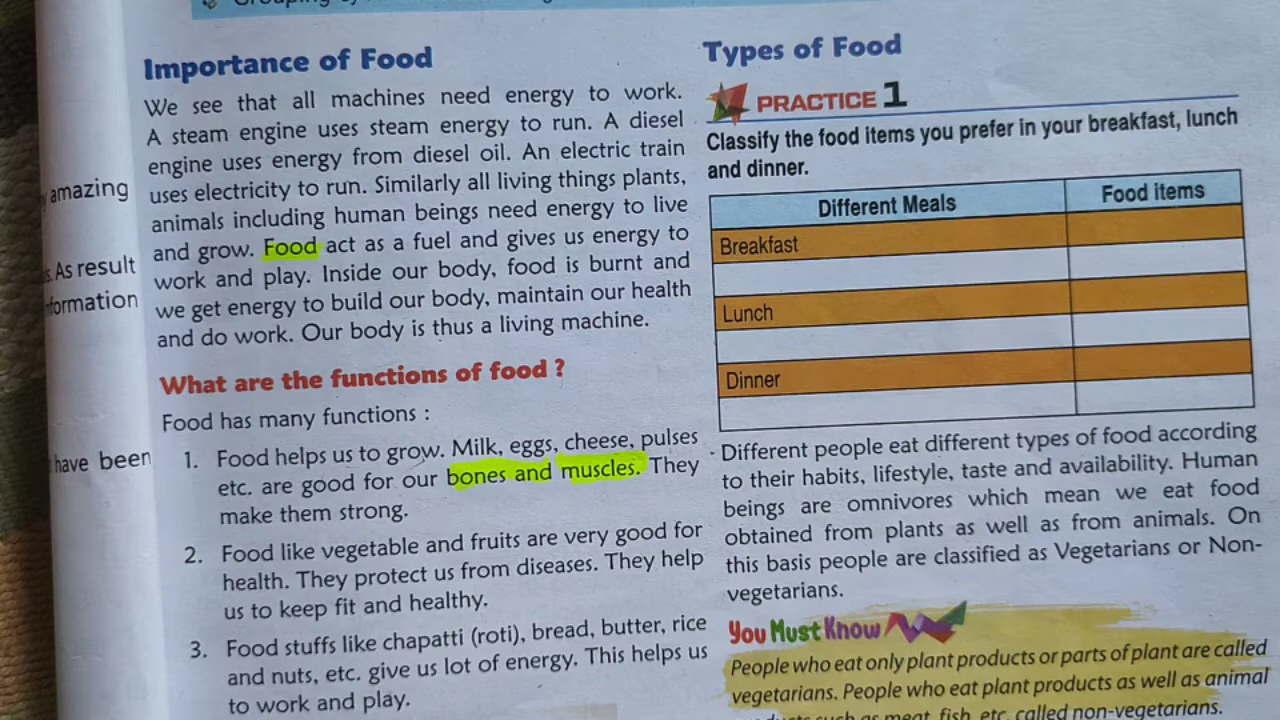 amazing
As result
formation
have been
Importance of Food
We see that all machines need energy to work.
A steam engine uses steam energy to run. A diesel
engine uses energy from diesel oil. An electric train
uses electricity to run. Similarly all living things plants,
animals including human beings need energy to live
and grow. Food act as a fuel and gives us energy to
work and play. Inside our body, food is burnt and
we get energy to build our body, maintain our health
and do work. Our body is thus a living machine.
What are the functions of food ?
Food has many functions :
1. Food helps us to grow. Milk, eggs, cheese, pulses
etc. are good for our bones and muscles. They
make them strong.
2. Food like vegetable and fruits are very good for
health. They protect us from diseases. They help
us to keep fit and healthy.
3. Food stuffs like chapatti (roti), bread, butter, rice
and nuts, etc. give us lot of energy. This helps us
to work and play.
Types of Food
PRACTICE 1
Classify the food items you prefer in your breakfast, lunch
and dinner.
Different Meals Food items
Breakfast
Lunch
Dinner
Different people eat different types of food according
to their habits, lifestyle, taste and availability. Human
beings are omnivores which mean we eat food
obtained from plants as well as from animals. On
this basis people are classified as Vegetarians or Non-
vegetarians.
You Must Know
People who eat only plant products or parts of plant are called
vegetarians. People who eat plant products as well as animal
such as meat, fish, etc. called non-vegetarians.